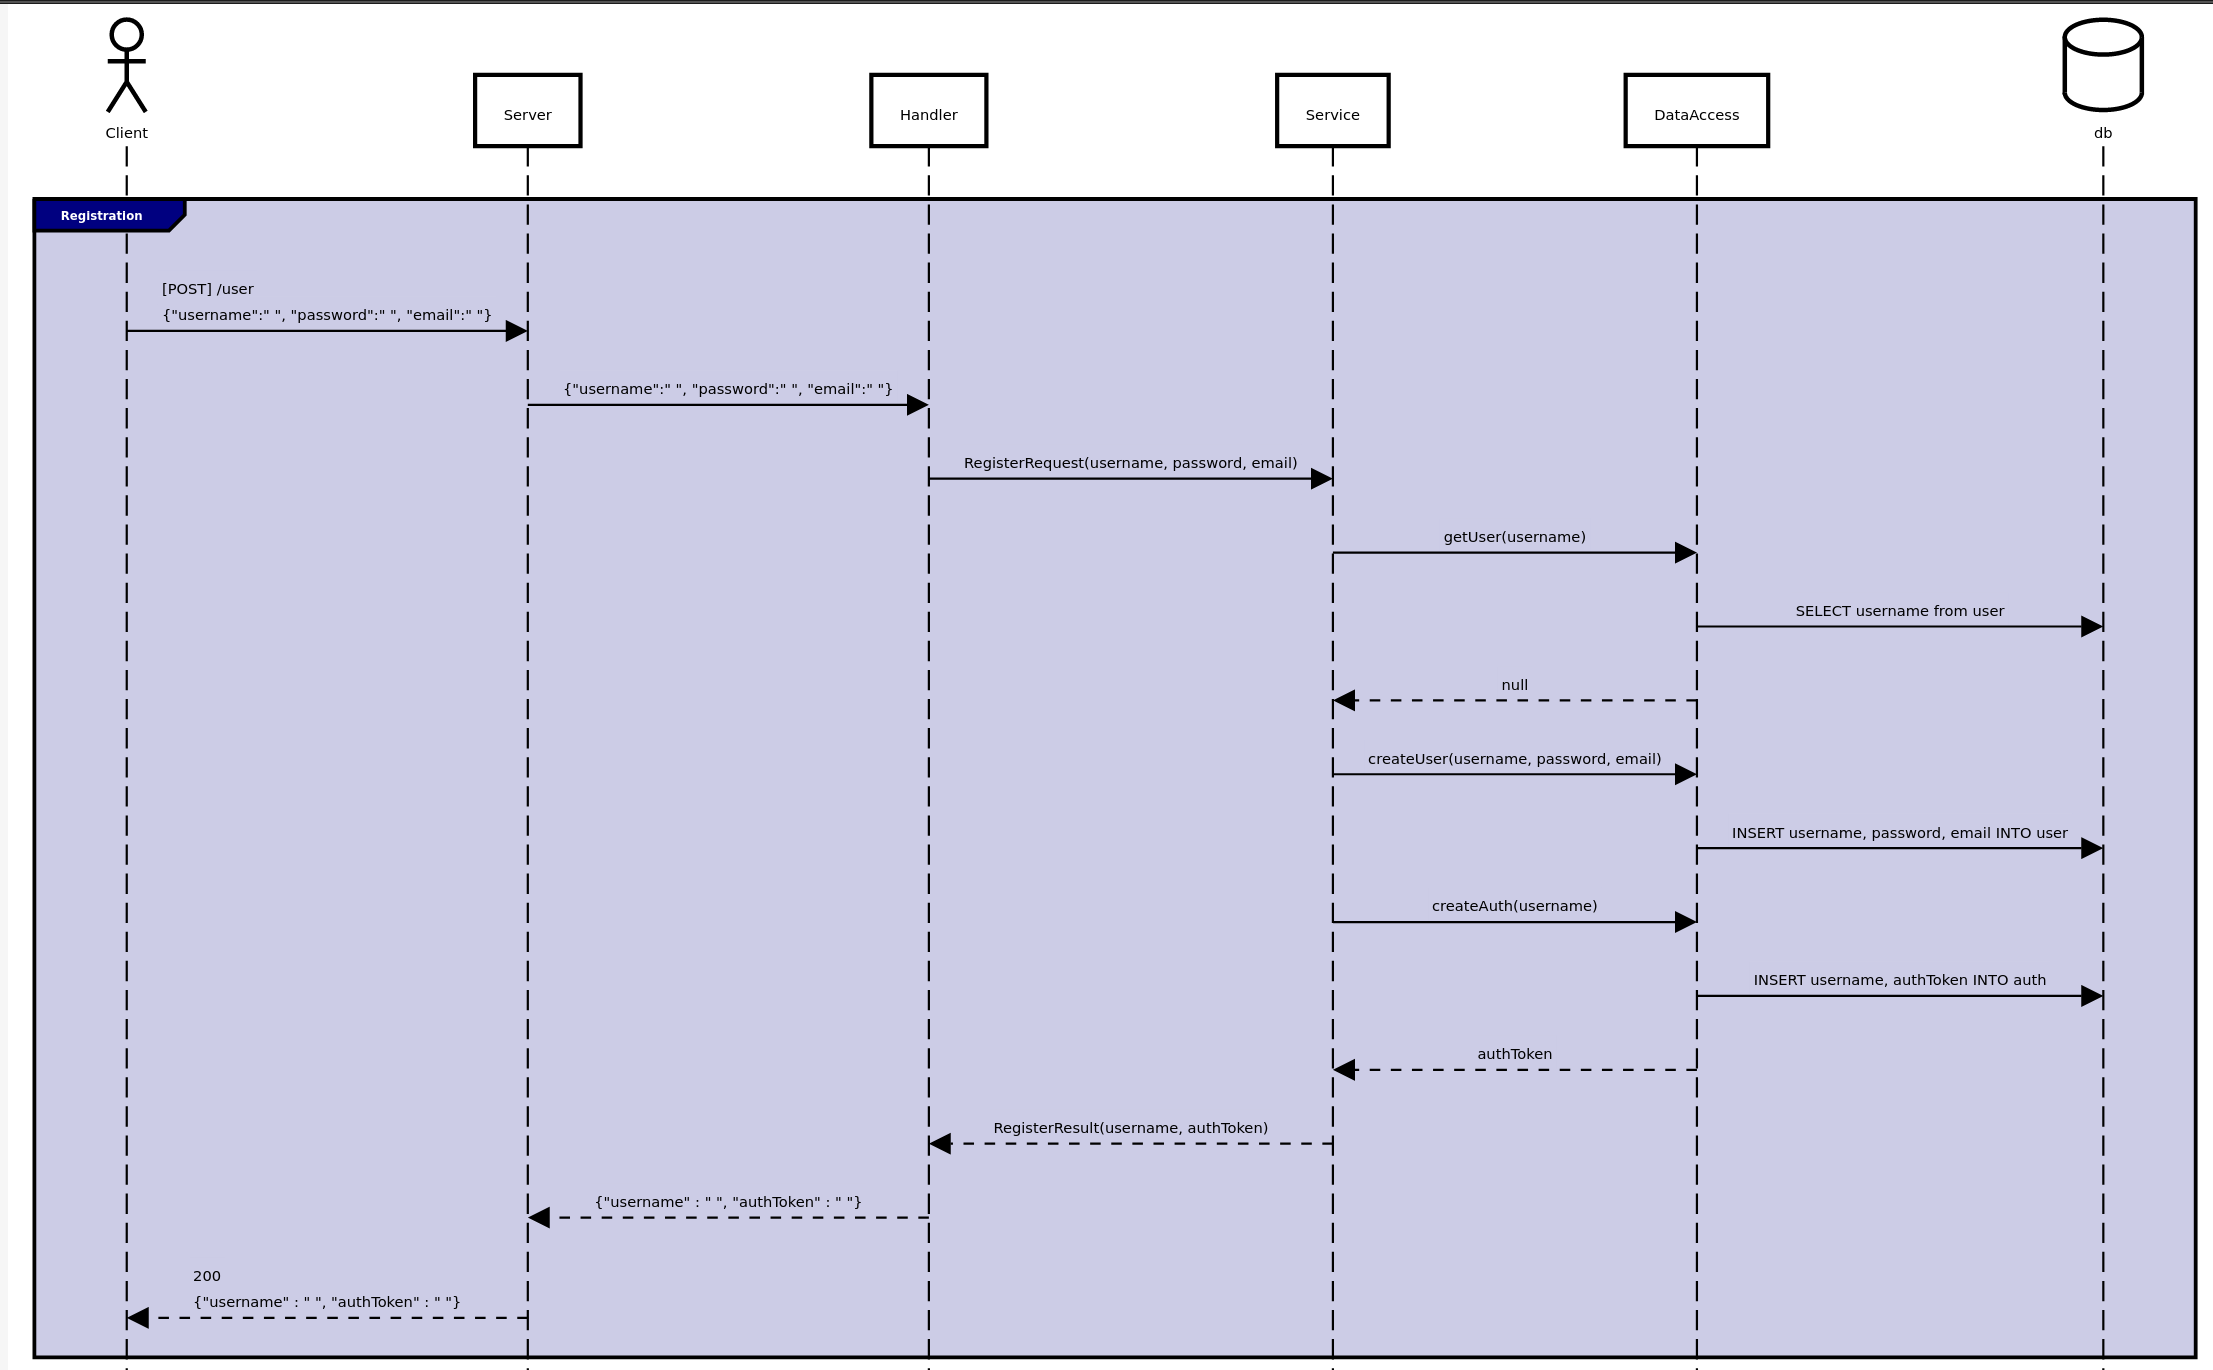 Client
Server
Handler
Service
DataAccess
db
Registration
[POST] /user
{"username":" ", "password":" ", "email":" "}
{"username":" ", "password":" ", "email":" "}
RegisterRequest(username, password, email)
getUser(username)
SELECT username from user
null
createUser(username, password, email)
INSERT username, password, email INTO user
createAuth(username)
INSERT username, authToken INTO auth
authToken
RegisterResult(username, authToken)
{"username" : " ", "authToken" : " "}
200
{"username" : " ", "authToken" : " "}